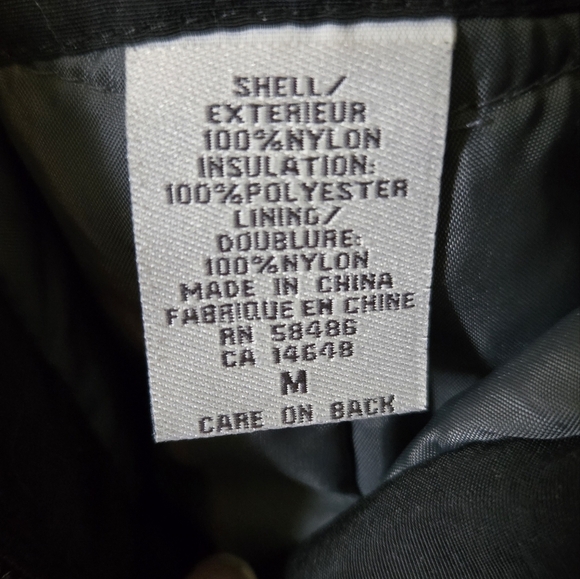 SHELL/
EXTERIEUR
100%NYLON
INSULATION:
100%POLYESTER
LINING/
DOUBLURE:
100%NYLON
MADE IN CHINA
FABRIQUE EN CHINE
RN 58486
CA 14648
M
CARE ON BACK